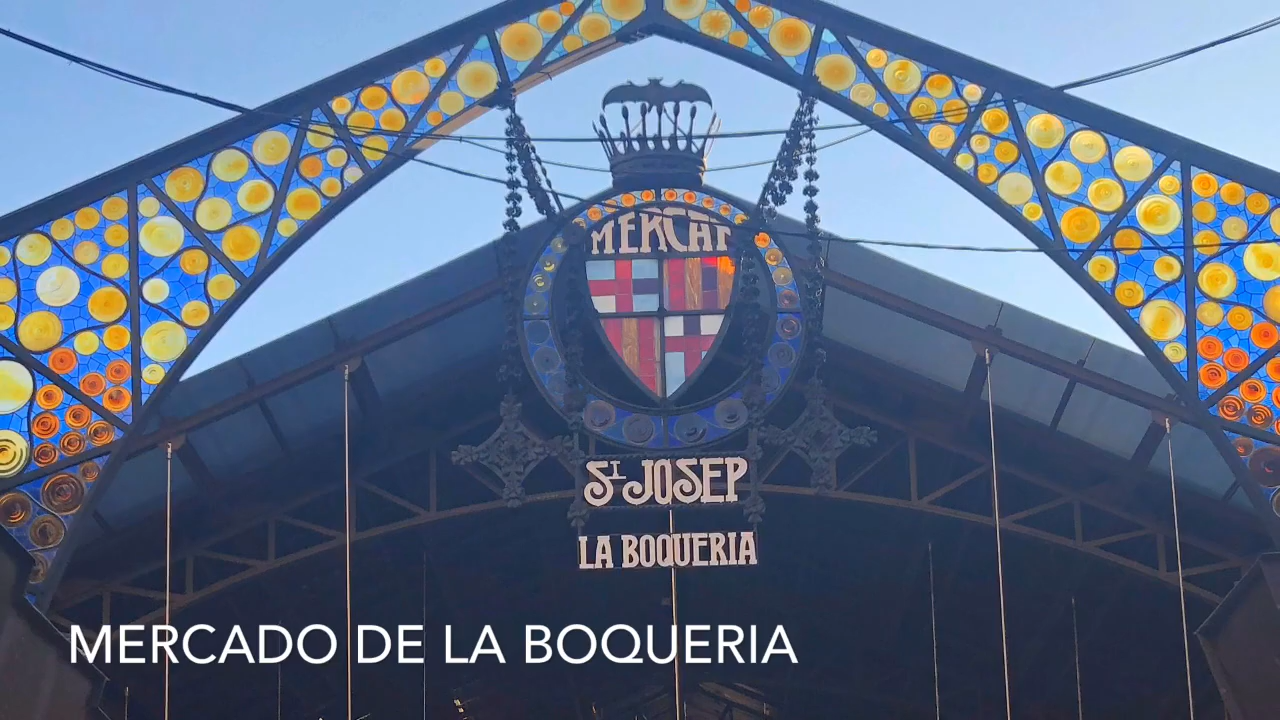 MERCAT
ST JOSEP
LA BOQUERIA
MERCADO DE LA BOQUERIA